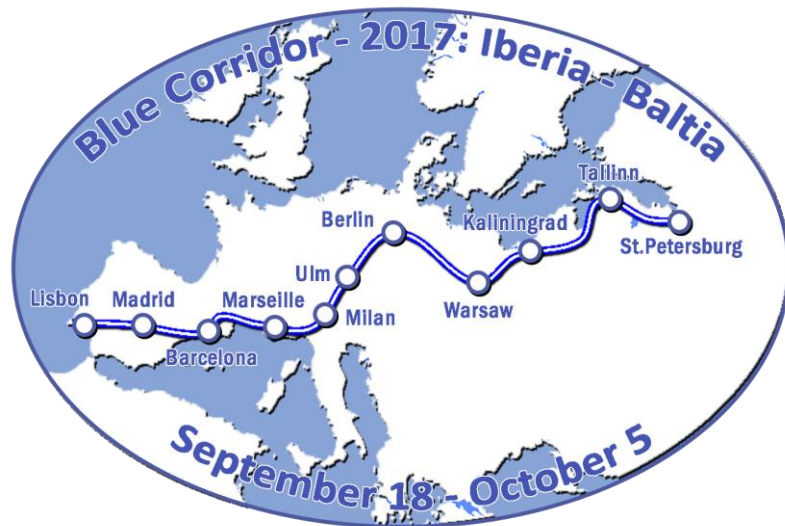 Blue Corridor - 2017: Iberia - Baltia
Tallinn
Berlin
Kaliningrad
St.Petersburg
Ulm
Lisbon
Madrid
Marseille
Milan
Warsaw
Barcelona
September 18 - October 5